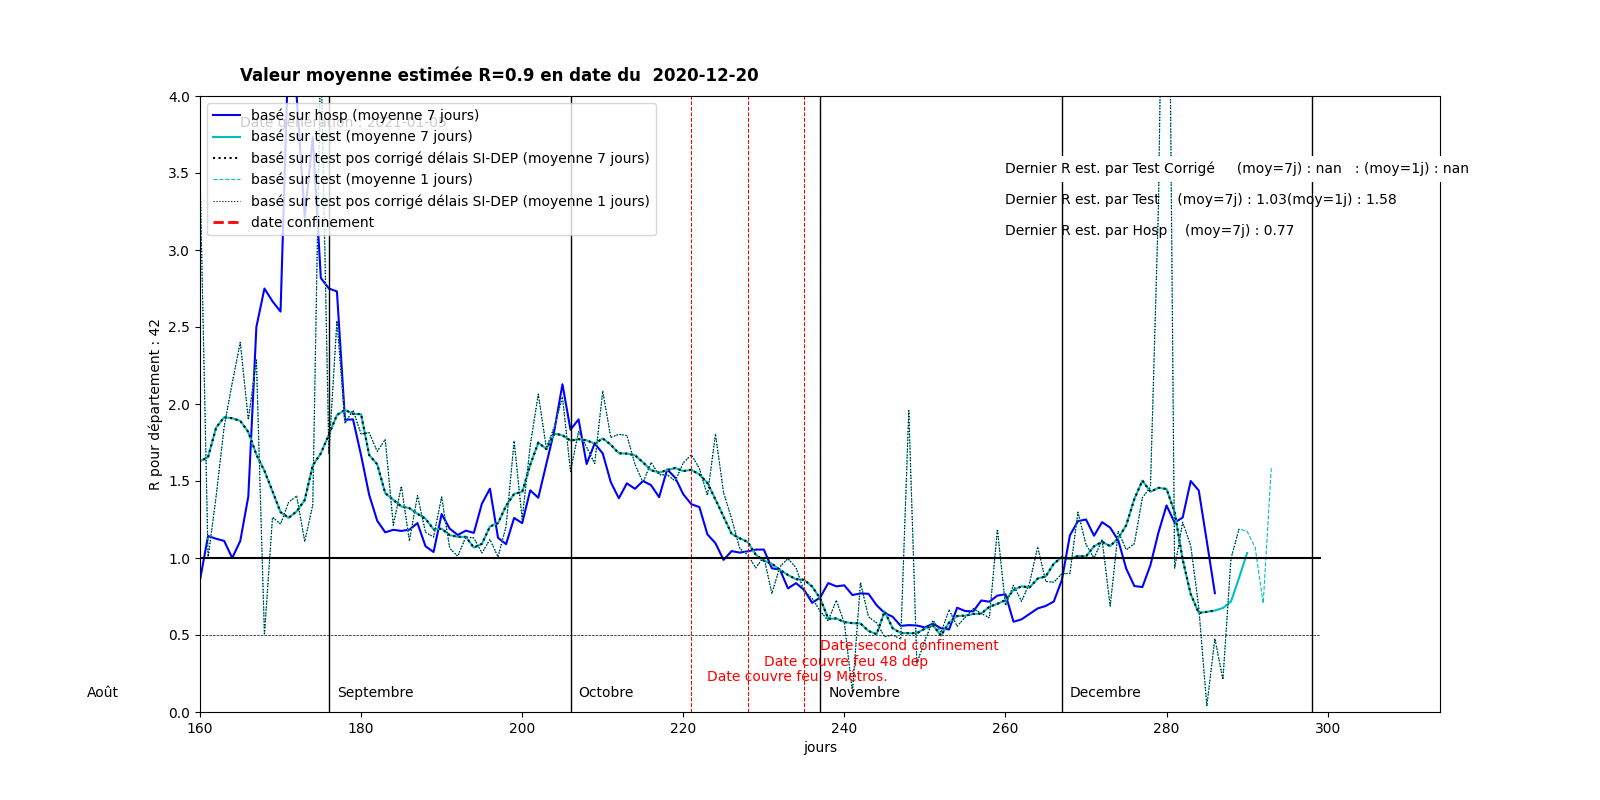 Valeur moyenne estimée R=0.9 en date du  2020-12-20
Date génération : 2021-01-05
basé sur hosp (moyenne 7 jours)
basé sur test (moyenne 7 jours)
basé sur test pos corrigé délais SI-DEP (moyenne 7 jours)
basé sur test (moyenne 1 jours)
basé sur test pos corrigé délais SI-DEP (moyenne 1 jours)
date confinement
Dernier R est. par Test Corrigé     (moy=7j) : nan   : (moy=1j) : nan
Dernier R est. par Test    (moy=7j) : 1.03(moy=1j) : 1.58
Dernier R est. par Hosp    (moy=7j) : 0.77
R pour département : 42
4.0
3.5
3.0
2.5
2.0
1.5
1.0
0.5
0.0
Date second confinement
Date couvre feu 48 dep
Date couvre feu 9 Métros.
Août
Septembre
Octobre
Novembre
Decembre
160
180
200
220
240
260
280
300
jours